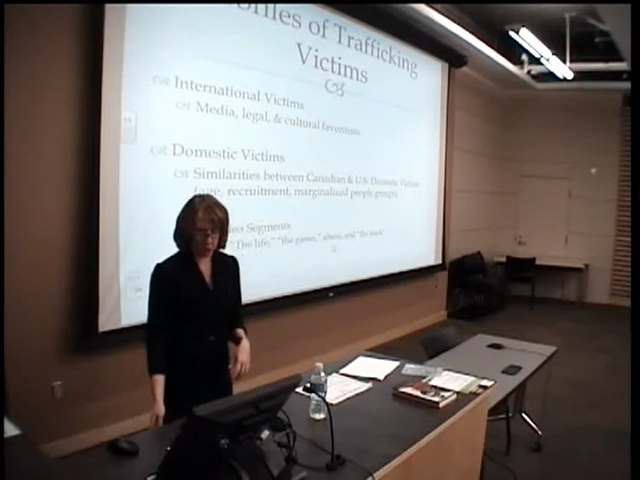 Profiles of Trafficking
Victims
International Victims
Media, legal, & cultural favoritism
Domestic Victims
Similarities between Canadian & U.S. Domestic Victims
(age, recruitment, marginalized people groups)
Video Segments
"The life," "the game," abuse, and "the track"